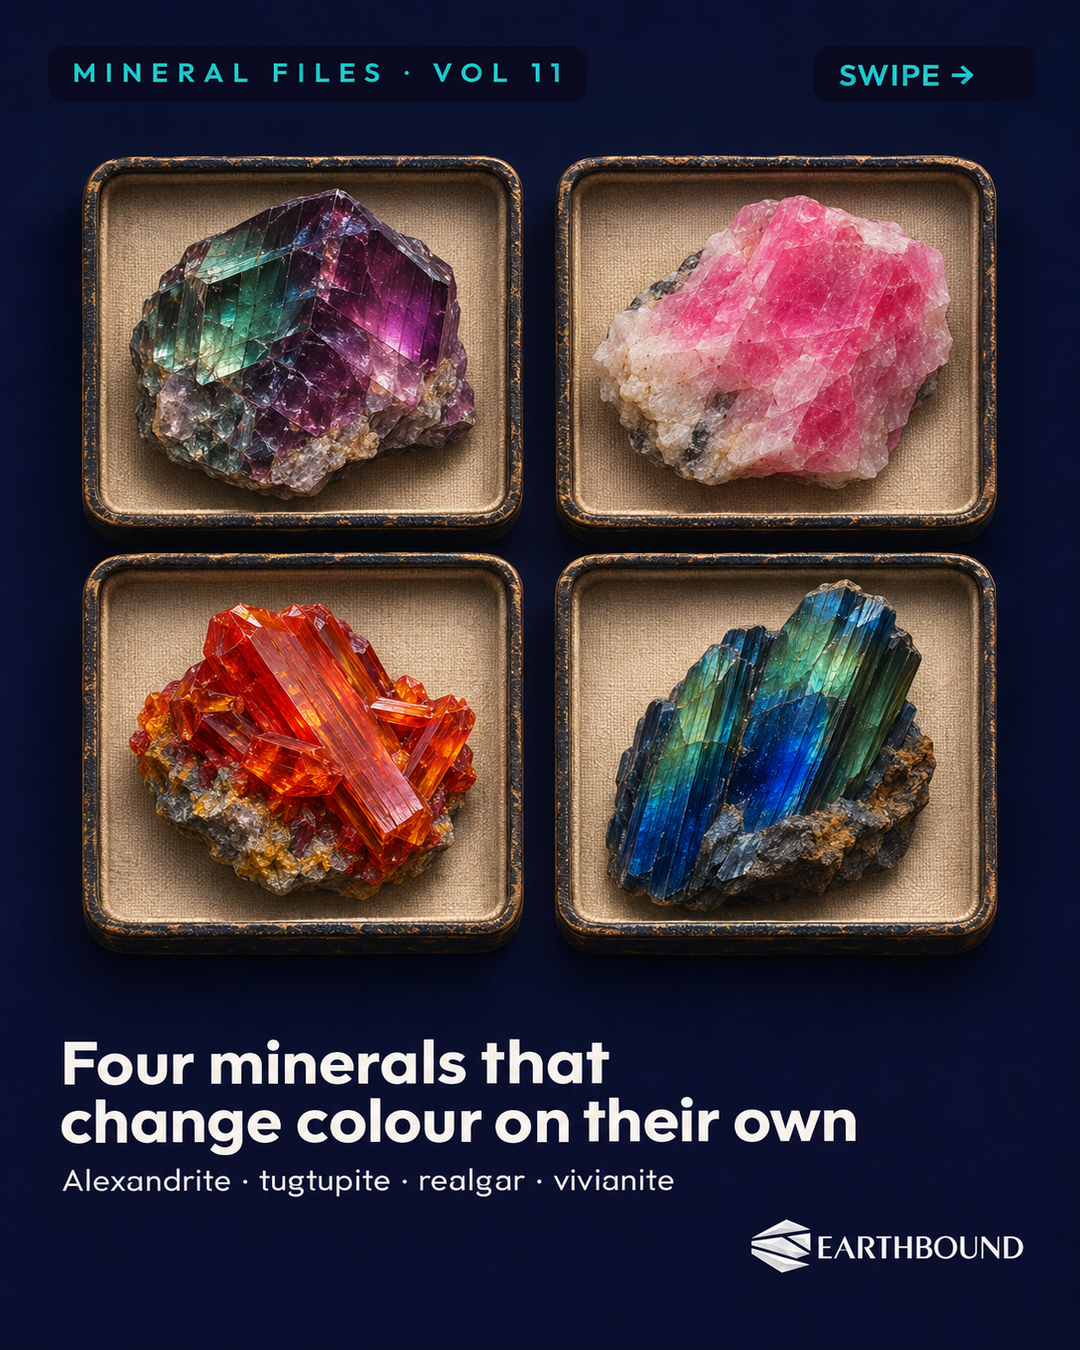 MINERAL FILES · VOL 11
SWIPE →
Four minerals that
change colour on their own
Alexandrite · tugtupite · realgar · vivianite
EARTHBOUND